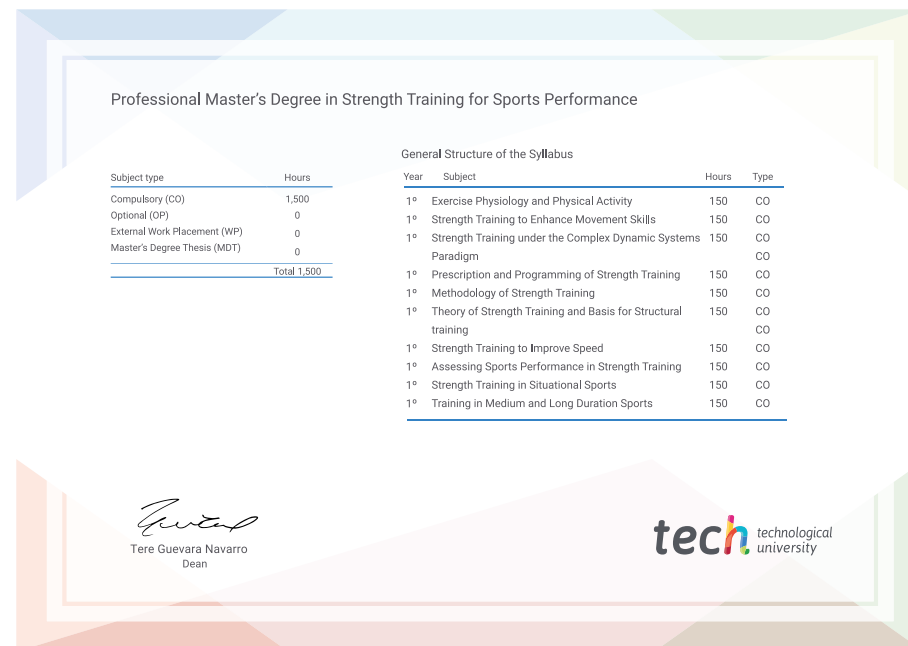 Professional Master's Degree in Strength Training for Sports Performance
General Structure of the Syllabus
Subject type Hours
Compulsory (CO) 1,500
Optional (OP) 0
External Work Placement (WP) 0
Master's Degree Thesis (MDT) 0
Total 1,500
Year Subject Hours Type
1º Exercise Physiology and Physical Activity 150 CO
1º Strength Training to Enhance Movement Skills 150 CO
1º Strength Training under the Complex Dynamic Systems 150 CO
Paradigm CO
1º Prescription and Programming of Strength Training 150 CO
1º Methodology of Strength Training 150 CO
1º Theory of Strength Training and Basis for Structural 150 CO
training CO
1º Strength Training to Improve Speed 150 CO
1º Assessing Sports Performance in Strength Training 150 CO
1º Strength Training in Situational Sports 150 CO
1º Training in Medium and Long Duration Sports 150 CO
Tere Guevara Navarro
Dean
tech technological
university